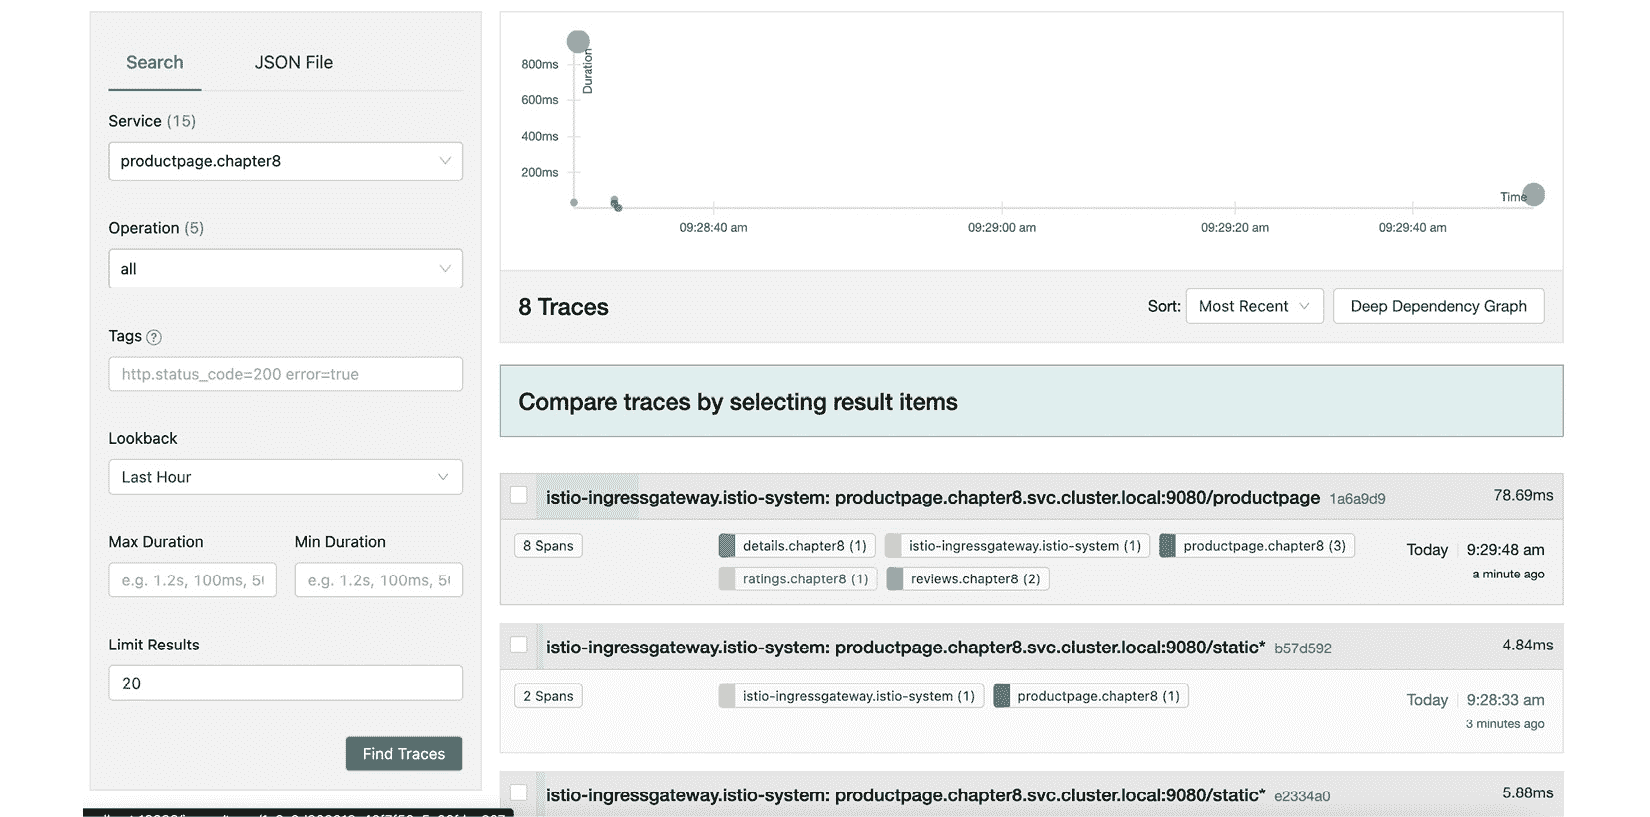 Search JSON File
Service (15)
productpage.chapter8
Operation (5)
all
Tags ?
http.status_code=200 error=true
Lookback
Last Hour
Max Duration Min Duration
e.g. 1.2s, 100ms, 5 e.g. 1.2s, 100ms, 5
Limit Results
20
Find Traces
Duration
800ms
600ms
400ms
200ms
Time
09:28:40 am 09:29:00 am 09:29:20 am 09:29:40 am
8 Traces Sort: Most Recent Deep Dependency Graph
Compare traces by selecting result items
istio-ingressgateway.istio-system: productpage.chapter8.svc.cluster.local:9080/productpage 1a6a9d9 78.69ms
8 Spans details.chapter8 (1) istio-ingressgateway.istio-system (1) productpage.chapter8 (3) Today 9:29:48 am
ratings.chapter8 (1) reviews.chapter8 (2) a minute ago
istio-ingressgateway.istio-system: productpage.chapter8.svc.cluster.local:9080/static* b57d592 4.84ms
2 Spans istio-ingressgateway.istio-system (1) productpage.chapter8 (1) Today 9:28:33 am
3 minutes ago
istio-ingressgateway.istio-system: productpage.chapter8.svc.cluster.local:9080/static* e2334a0 5.88ms